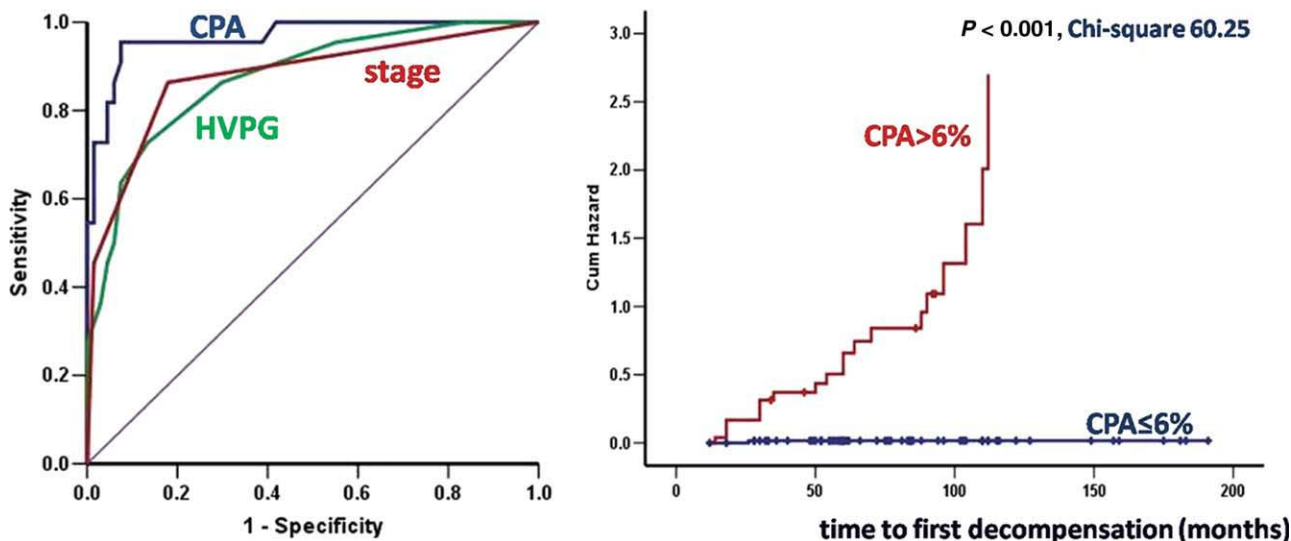 1.0
0.8
0.6
0.4
0.2
0.0
Sensitivity
CPA
stage
HVPG
0.0 0.2 0.4 0.6 0.8 1.0
1 - Specificity
P < 0.001, Chi-square 60.25
3.0
2.5
2.0
1.5
1.0
0.5
0.0
Cum Hazard
CPA>6%
CPA≤6%
0 50 100 150 200
time to first decompensation (months)